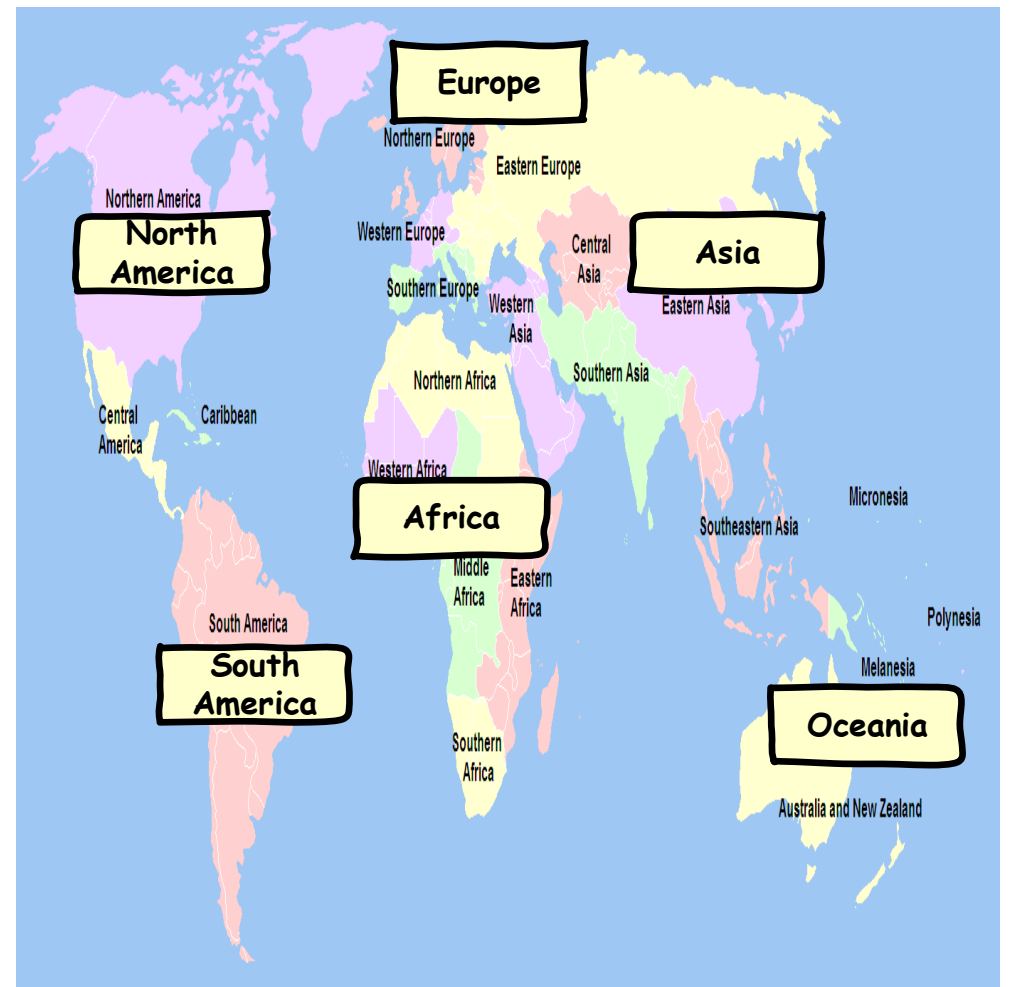 Europe
Northern Europe
Eastern Europe
Northern America
North
America
Western Europe
Central
Asia
Asia
Southern Europe
Western
Asia
Eastern Asia
Southern Asia
Northern Africa
Central
America
Caribbean
Western Africa
Africa
Micronesia
Southeastern Asia
Middle
Africa
Eastern
Africa
South America
South
America
Polynesia
Melanesia
Oceania
Southern
Africa
Australia and New Zealand